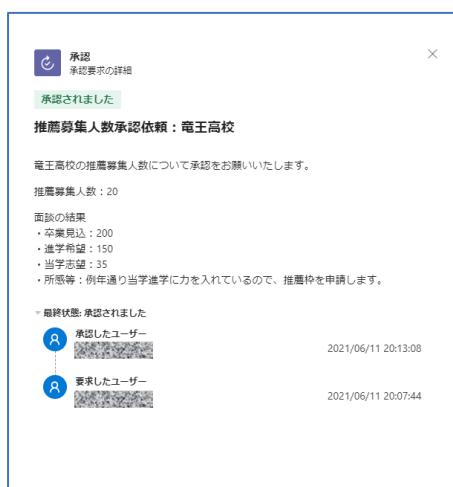 承認
承認要求の詳細
承認されました
推薦募集人数承認依頼：竜王高校
竜王高校の推薦募集人数について承認をお願いいたします。
推薦募集人数：20
面談の結果
・卒業見込：200
・進学希望：150
・当学志望：35
・所感等：例年通り当学進学に力を入れているので、推薦枠を申請します。
最終状態: 承認されました
承認したユーザー
2021/06/11 20:13:08
要求したユーザー
2021/06/11 20:07:44